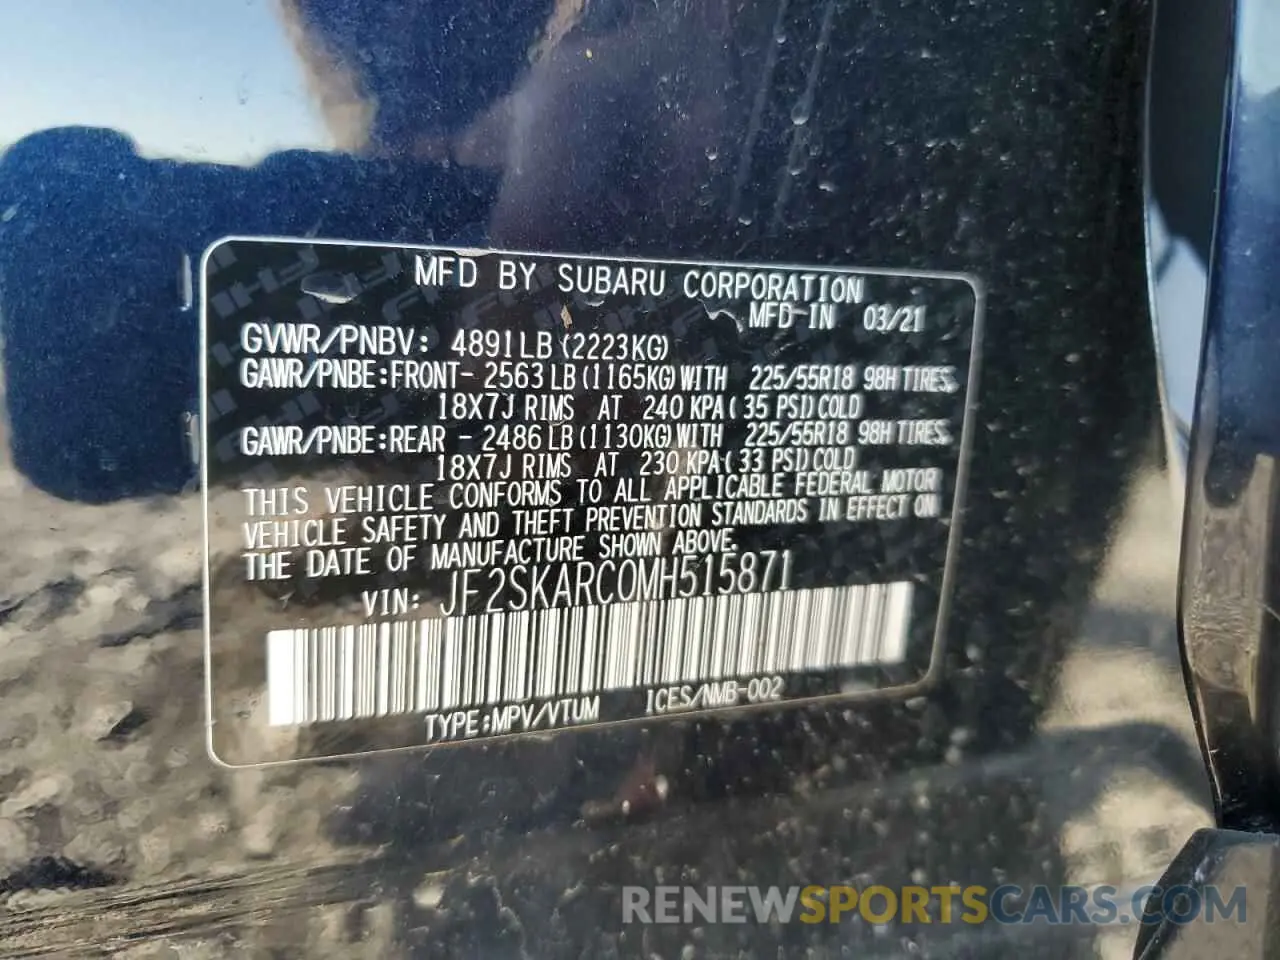 MFD BY SUBARU CORPORATION
MFD IN 03/21
GVWR/PNBV: 4891LB(2223KG)
GAWR/PNBE:FRONT- 2563LB(1165KG)WITH 225/55R18 98H TIRES,
18X7J RIMS AT 240 KPA( 35 PSI)COLD
GAWR/PNBE:REAR - 2486LB(1130KG)WITH 225/55R18 98H TIRES,
18X7J RIMS AT 230 KPA( 33 PSI)COLD
THIS VEHICLE CONFORMS TO ALL APPLICABLE FEDERAL MOTOR
VEHICLE SAFETY AND THEFT PREVENTION STANDARDS IN EFFECT ON
THE DATE OF MANUFACTURE SHOWN ABOVE.
VIN: JF2SKARC0MH515871
TYPE:MPV/VTUM ICES/NMB-002
RENEWSPORTSCARS.COM